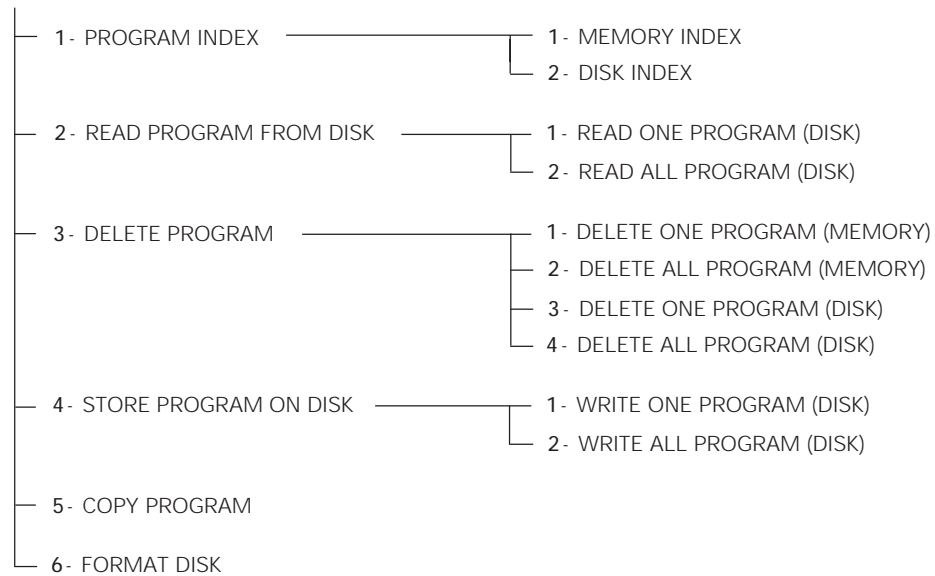 1- PROGRAM INDEX
1- MEMORY INDEX
2- DISK INDEX
2- READ PROGRAM FROM DISK
1- READ ONE PROGRAM (DISK)
2- READ ALL PROGRAM (DISK)
3- DELETE PROGRAM
1- DELETE ONE PROGRAM (MEMORY)
2- DELETE ALL PROGRAM (MEMORY)
3- DELETE ONE PROGRAM (DISK)
4- DELETE ALL PROGRAM (DISK)
4- STORE PROGRAM ON DISK
1- WRITE ONE PROGRAM (DISK)
2- WRITE ALL PROGRAM (DISK)
5- COPY PROGRAM
6- FORMAT DISK